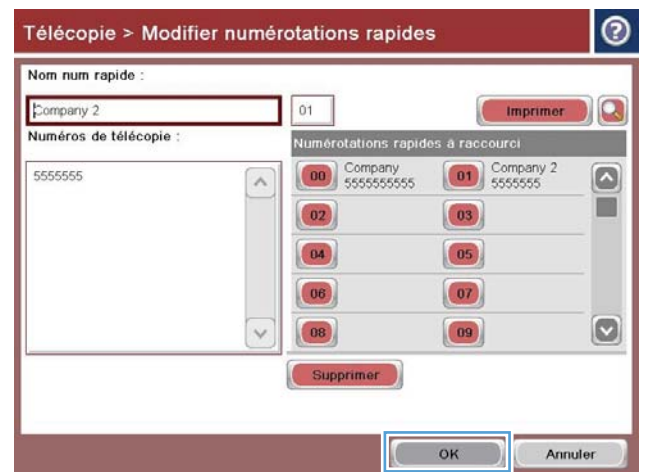 Télécopie > Modifier numérotations rapides
Nom num rapide :
Company 2
01
Imprimer
Numéros de télécopie :
Numérotations rapides à raccourci
5555555
00 Company 5555555555
01 Company 2 5555555
02
03
04
05
06
07
08
09
Supprimer
OK
Annuler